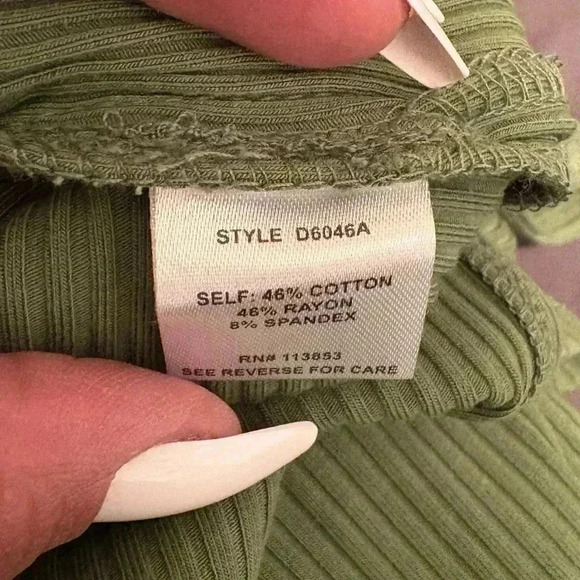 STYLE D6046A
SELF: 46% COTTON
46% RAYON
8% SPANDEX
RN# 113853
SEE REVERSE FOR CARE